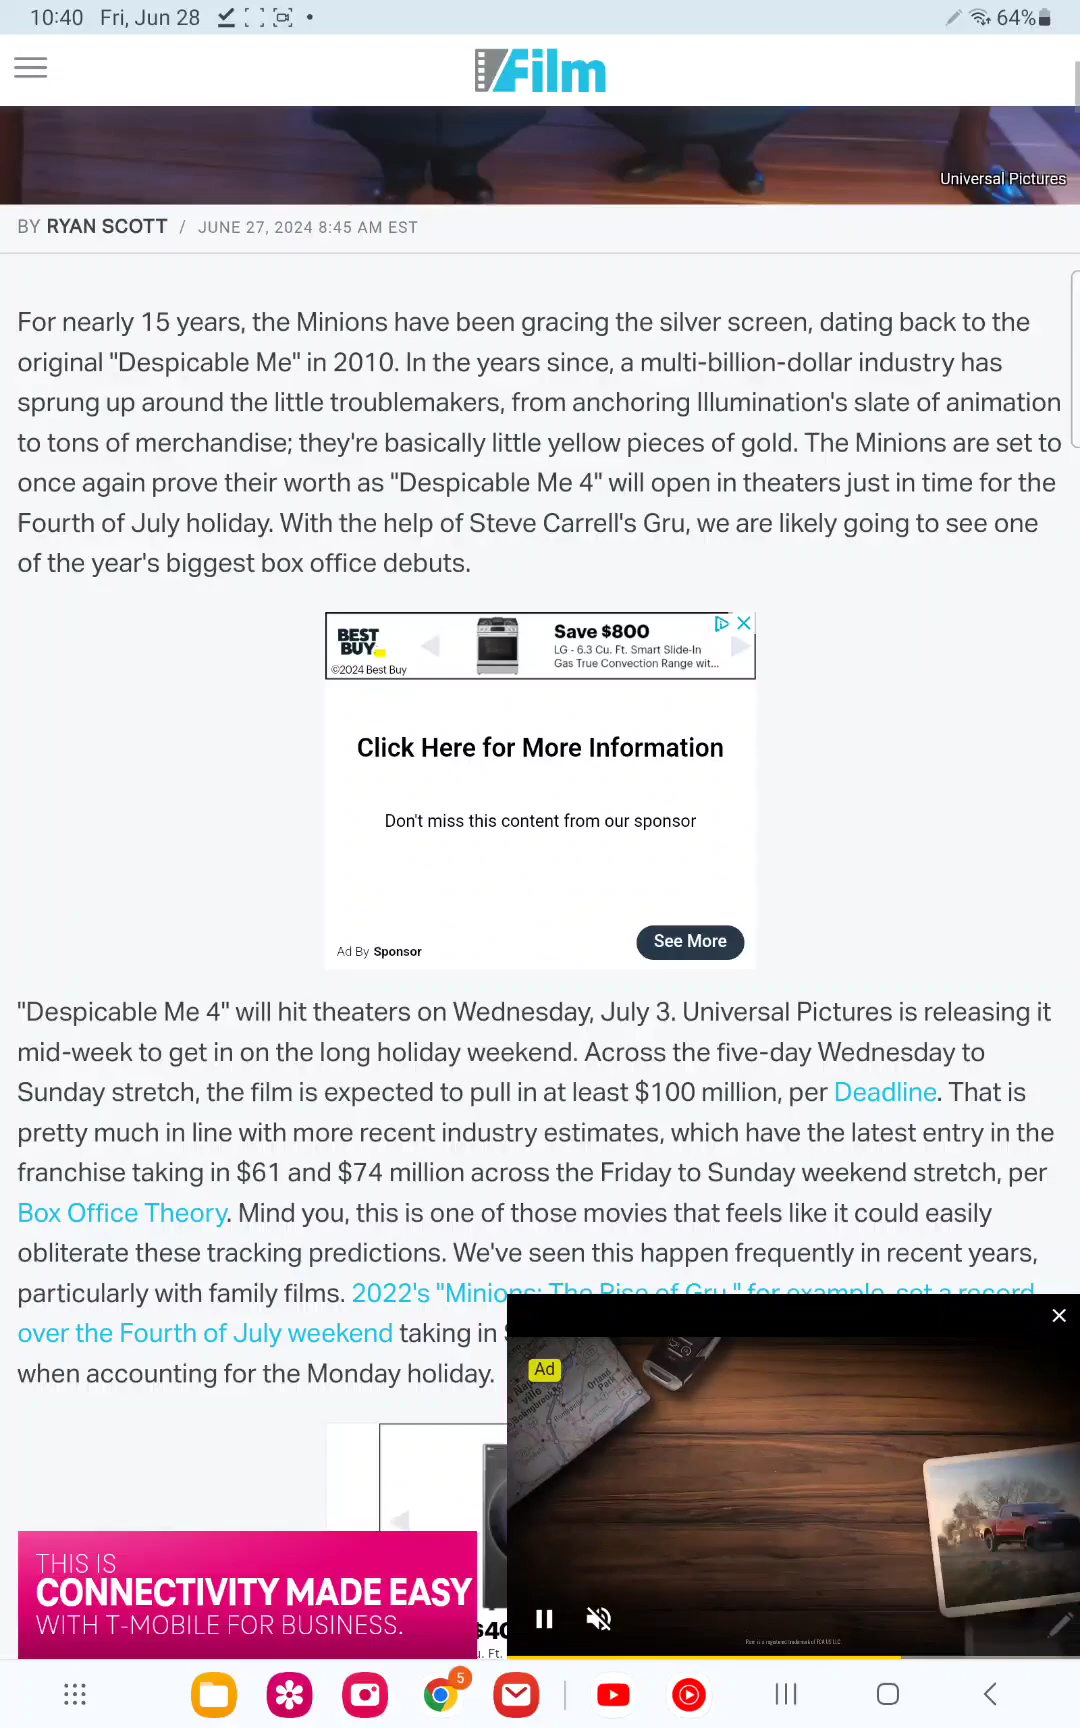 10:40 Fri, Jun 28
64%
/Film
Universal Pictures
BY RYAN SCOTT / JUNE 27, 2024 8:45 AM EST
For nearly 15 years, the Minions have been gracing the silver screen, dating back to the
original "Despicable Me" in 2010. In the years since, a multi-billion-dollar industry has
sprung up around the little troublemakers, from anchoring Illumination's slate of animation
to tons of merchandise; they're basically little yellow pieces of gold. The Minions are set to
once again prove their worth as "Despicable Me 4" will open in theaters just in time for the
Fourth of July holiday. With the help of Steve Carrell's Gru, we are likely going to see one
of the year's biggest box office debuts.
BEST
BUY
©2024 Best Buy
Save $800
LG - 6.3 Cu. Ft. Smart Slide-In
Gas True Convection Range wit...
Click Here for More Information
Don't miss this content from our sponsor
Ad By Sponsor
See More
"Despicable Me 4" will hit theaters on Wednesday, July 3. Universal Pictures is releasing it
mid-week to get in on the long holiday weekend. Across the five-day Wednesday to
Sunday stretch, the film is expected to pull in at least $100 million, per Deadline. That is
pretty much in line with more recent industry estimates, which have the latest entry in the
franchise taking in $61 and $74 million across the Friday to Sunday weekend stretch, per
Box Office Theory. Mind you, this is one of those movies that feels like it could easily
obliterate these tracking predictions. We've seen this happen frequently in recent years,
particularly with family films. 2022's "Minions: The Rise of Gru," for example, set a record
over the Fourth of July weekend taking in
when accounting for the Monday holiday.
Ad
Orland
Park
Bolingbrook
THIS IS
CONNECTIVITY MADE EASY
WITH T-MOBILE FOR BUSINESS.
$40
u. Ft.
5